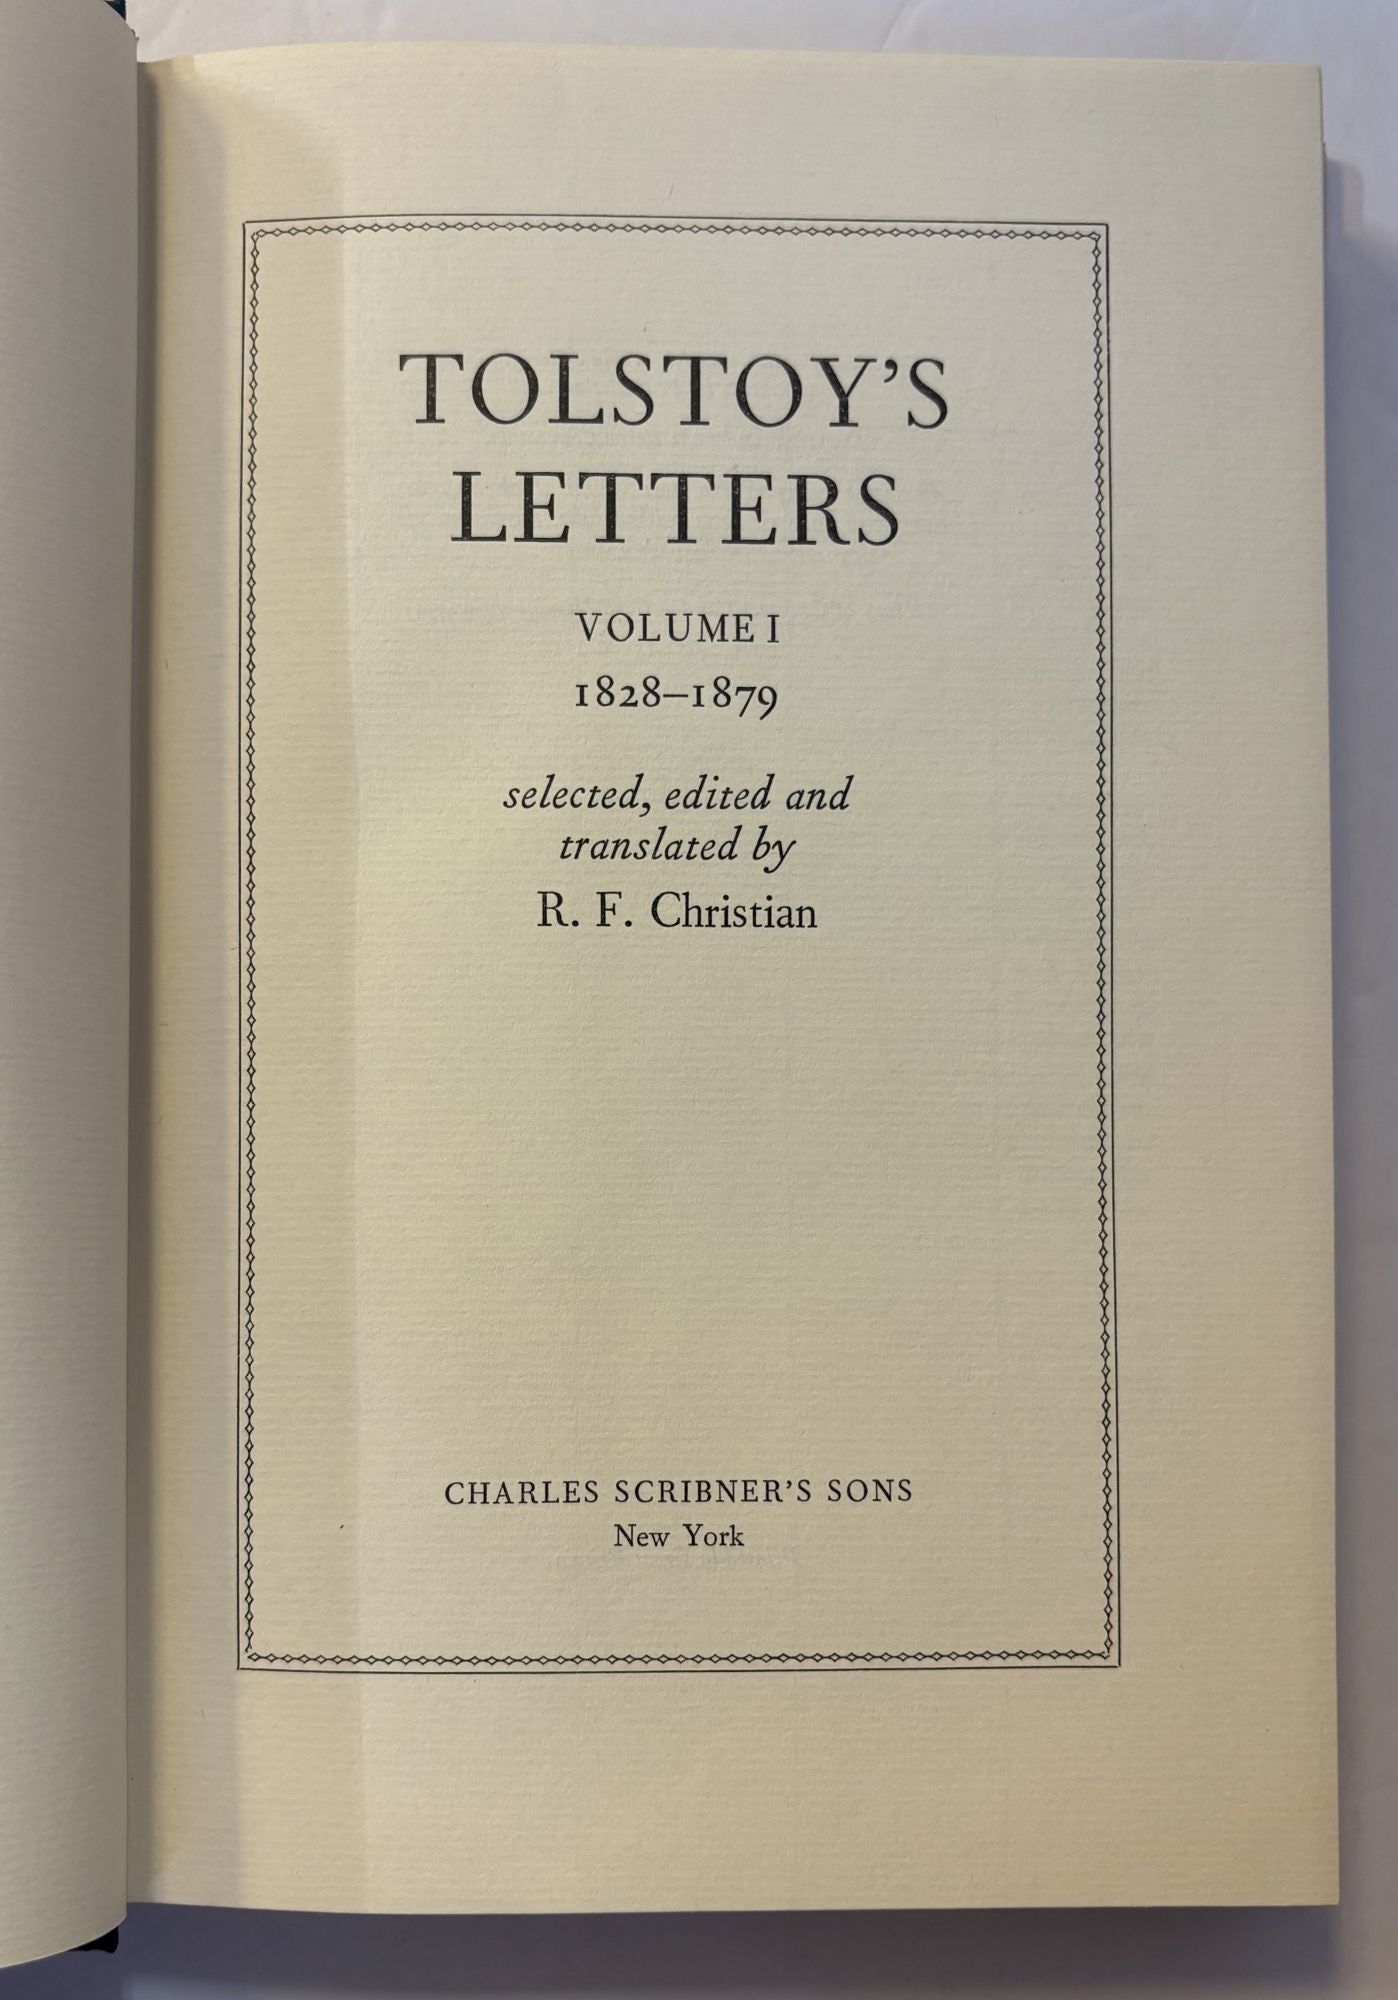 TOLSTOY’S
LETTERS
VOLUME I
1828–1879
selected, edited and
translated by
R. F. Christian
CHARLES SCRIBNER’S SONS
New York